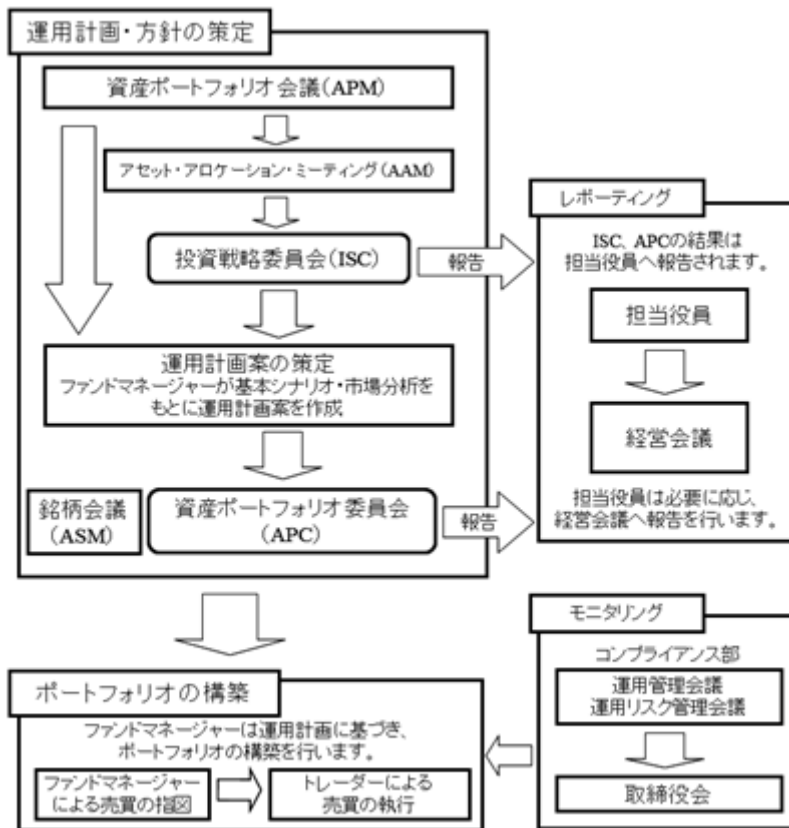 運用計画・方針の策定
資産ポートフォリオ会議(APM)
アセット・アロケーション・ミーティング(AAM)
投資戦略委員会(ISC)
報告
運用計画案の策定
ファンドマネージャーが基本シナリオ・市場分析を
もとに運用計画案を作成
銘柄会議
(ASM)
資産ポートフォリオ委員会
(APC)
報告
レポーティング
ISC、APCの結果は
担当役員へ報告されます。
担当役員
経営会議
担当役員は必要に応じ、
経営会議へ報告を行います。
モニタリング
コンプライアンス部
運用管理会議
運用リスク管理会議
取締役会
ポートフォリオの構築
ファンドマネージャーは運用計画に基づき、
ポートフォリオの構築を行います。
ファンドマネージャー
による売買の指図
トレーダーによる
売買の執行